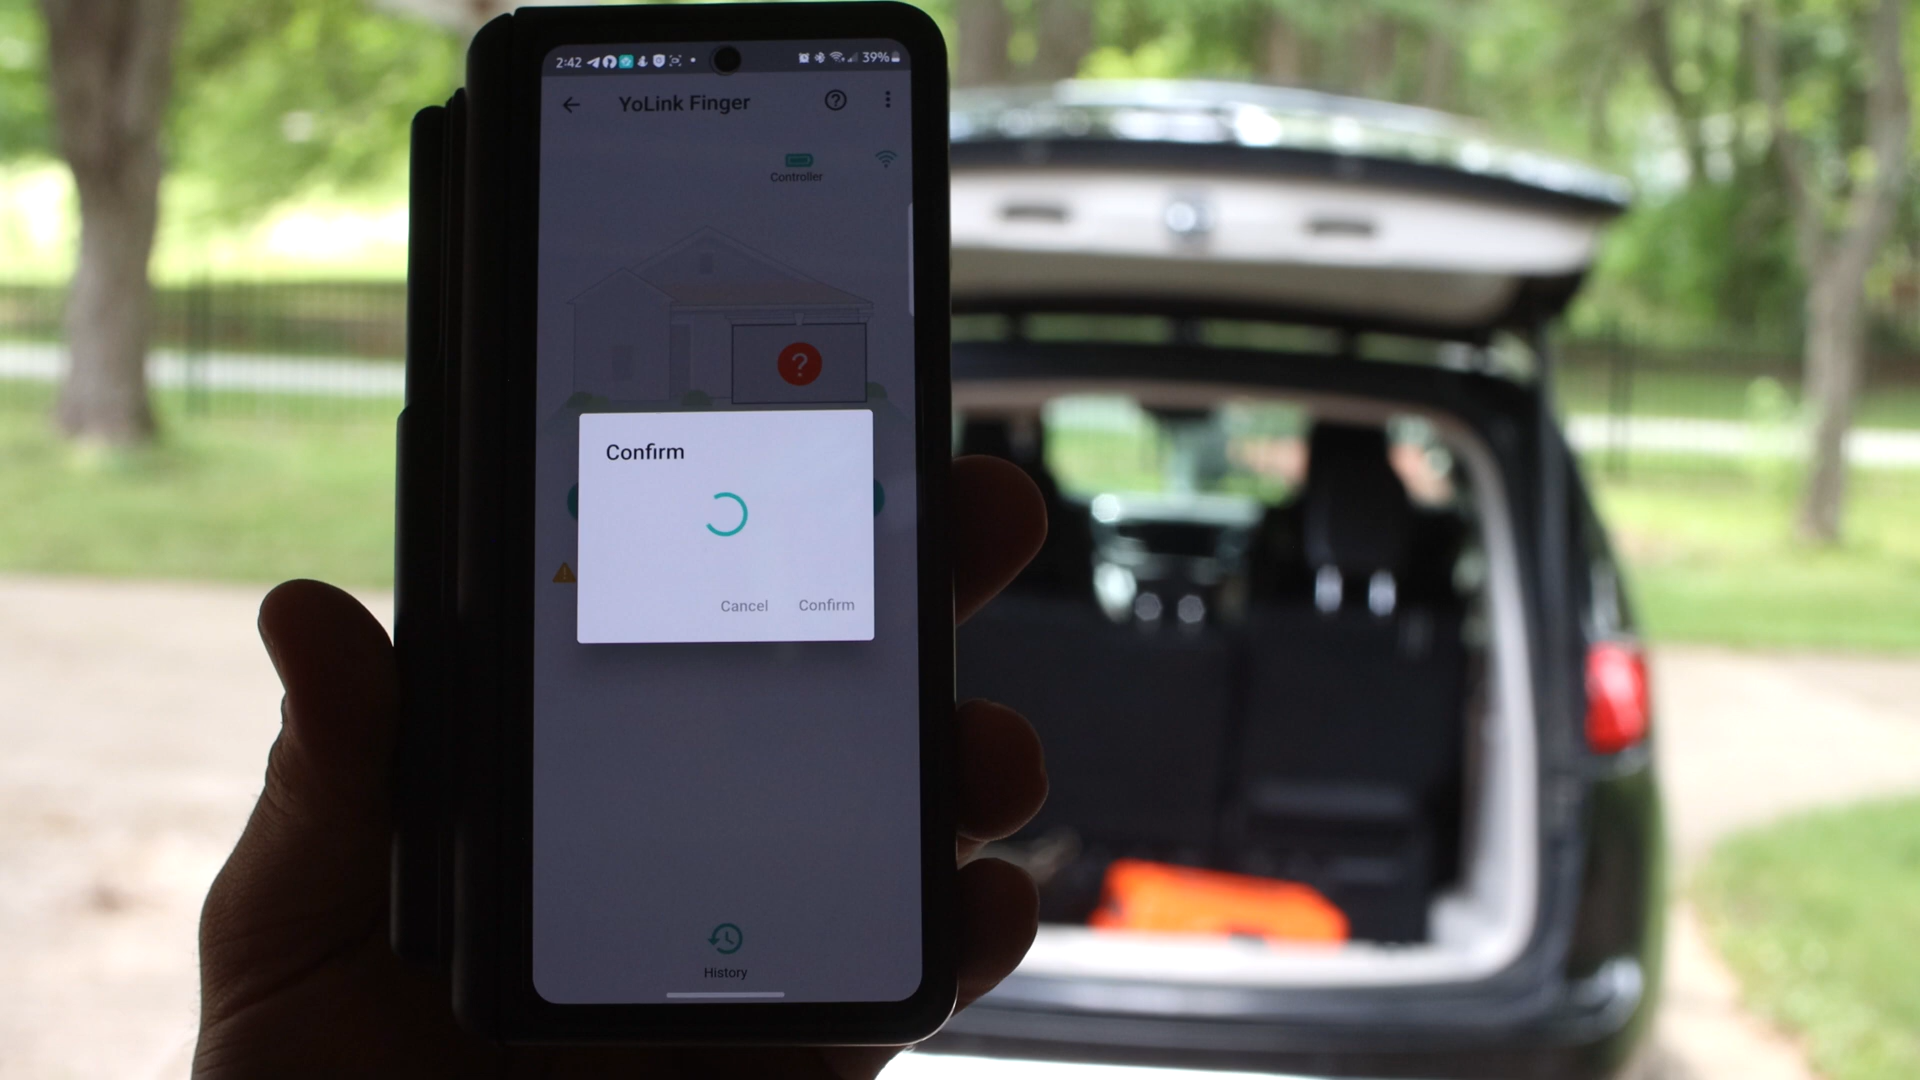 2:42
39%
YoLink Finger
?
Controller
?
Confirm
Cancel
Confirm
History